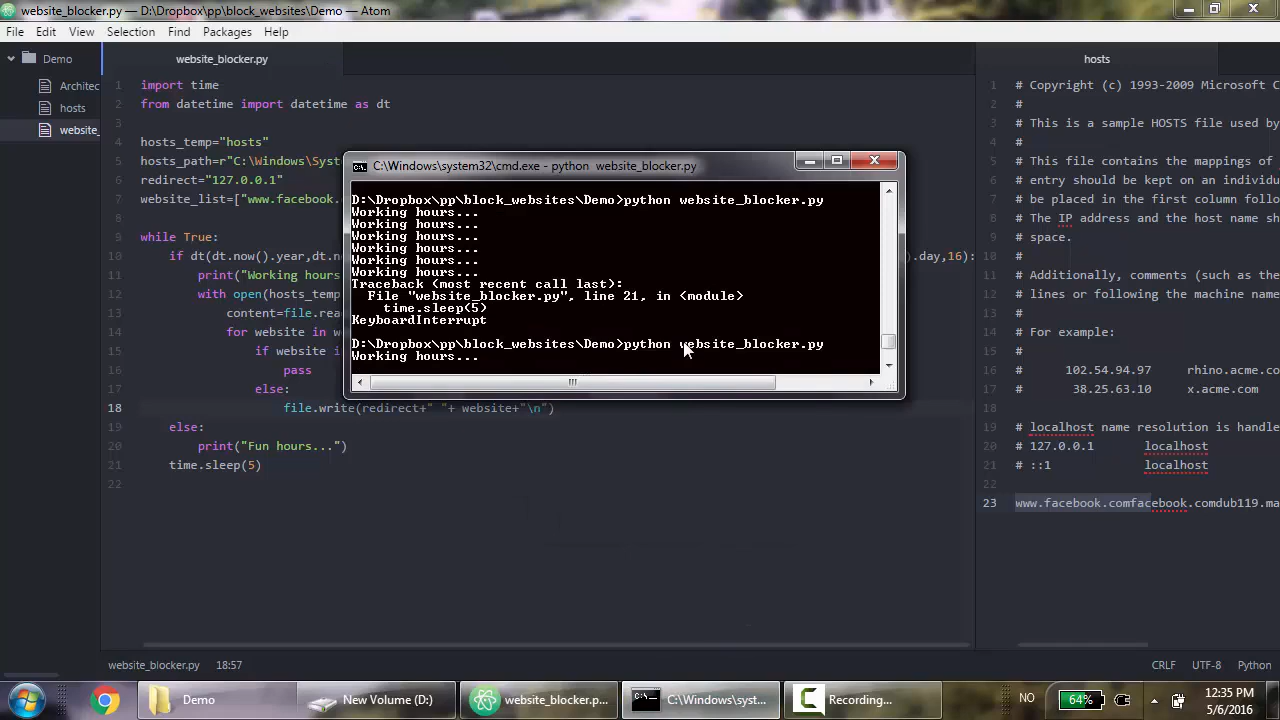 website_blocker.py — D:\Dropbox\pp\block_websites\Demo — Atom
File Edit View Selection Find Packages Help
Demo
Architec
hosts
website_
website_blocker.py
1 import time
2 from datetime import datetime as dt
3
4 hosts_temp="hosts"
5 hosts_path=r"C:\Windows\Syst
6 redirect="127.0.0.1"
7 website_list=["www.facebook.
8
9 while True:
10 if dt(dt.now().year,dt.n .day,16):
11 print("Working hours
12 with open(hosts_temp
13 content=file.rea
14 for website in w
15 if website i
16 pass
17 else:
18 file.write(redirect+" "+ website+"\n")
19 else:
20 print("Fun hours...")
21 time.sleep(5)
22
C:\Windows\system32\cmd.exe - python website_blocker.py
D:\Dropbox\pp\block_websites\Demo>python website_blocker.py
Working hours...
Working hours...
Working hours...
Working hours...
Working hours...
Working hours...
Traceback (most recent call last):
File "website_blocker.py", line 21, in <module>
time.sleep(5)
KeyboardInterrupt
D:\Dropbox\pp\block_websites\Demo>python website_blocker.py
Working hours...
hosts
1 # Copyright (c) 1993-2009 Microsoft C
2 #
3 # This is a sample HOSTS file used by
4 #
5 # This file contains the mappings of
6 # entry should be kept on an individu
7 # be placed in the first column follo
8 # The IP address and the host name sh
9 # space.
10 #
11 # Additionally, comments (such as the
12 # lines or following the machine name
13 #
14 # For example:
15 #
16 # 102.54.94.97 rhino.acme.co
17 # 38.25.63.10 x.acme.com
18
19 # localhost name resolution is handle
20 # 127.0.0.1 localhost
21 # ::1 localhost
22
23 www.facebook.comfacebook.comdub119.ma
website_blocker.py 18:57 CRLF UTF-8 Python
Demo
New Volume (D:)
website_blocker.p...
C:\Windows\syst...
Recording...
NO
64%
12:35 PM
5/6/2016